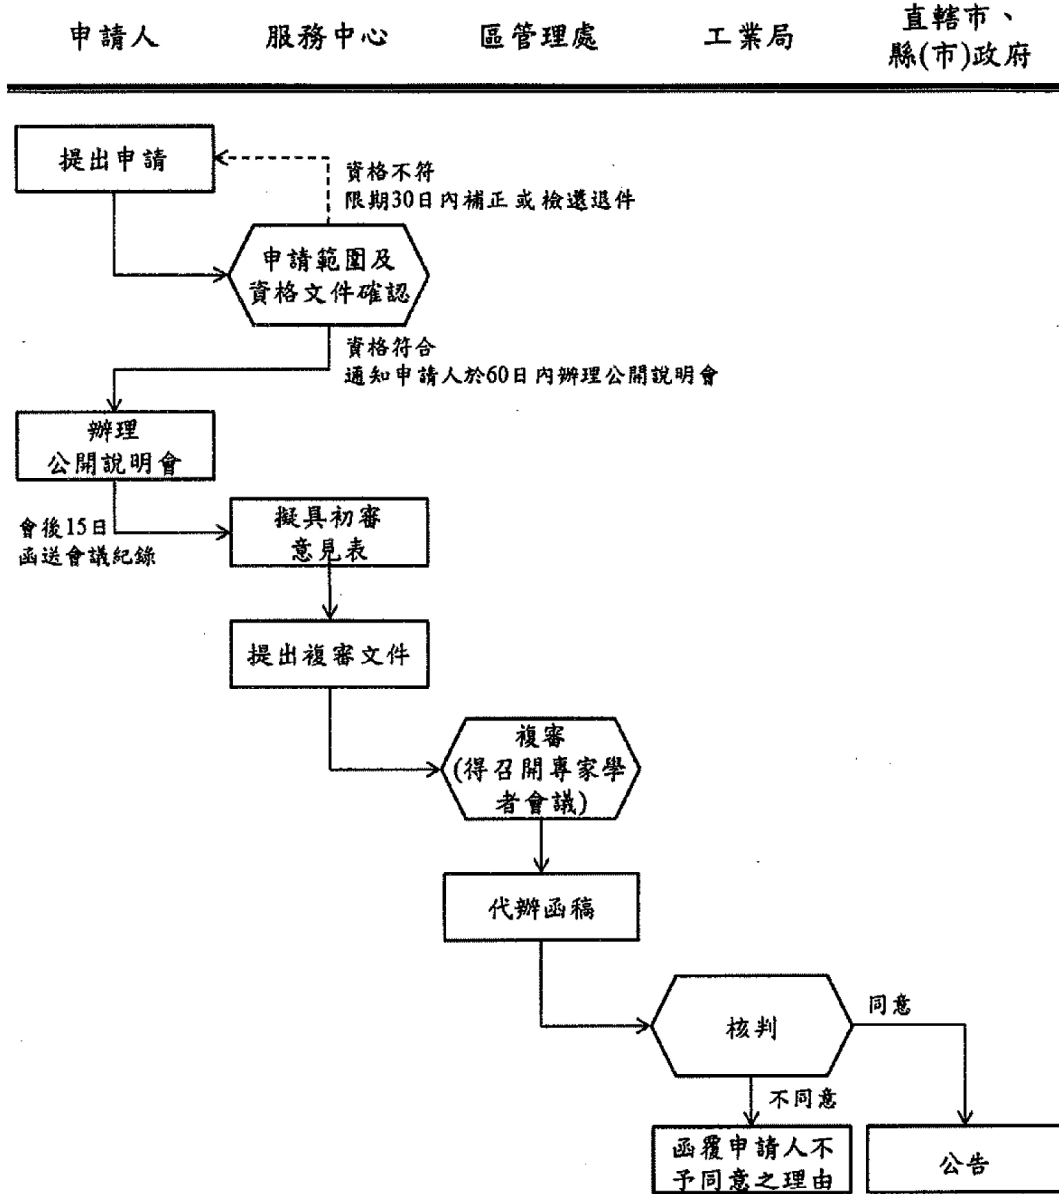 申請人
服務中心
區管理處
工業局
直轄市、
縣(市)政府
提出申請
資格不符
限期30日內補正或檢還退件
申請範圍及
資格文件確認
資格符合
通知申請人於60日內辦理公開說明會
辦理
公開說明會
會後15日
函送會議紀錄
擬具初審
意見表
提出複審文件
複審
(得召開專家學
者會議)
代辦函稿
核判
同意
不同意
函覆申請人不
予同意之理由
公告